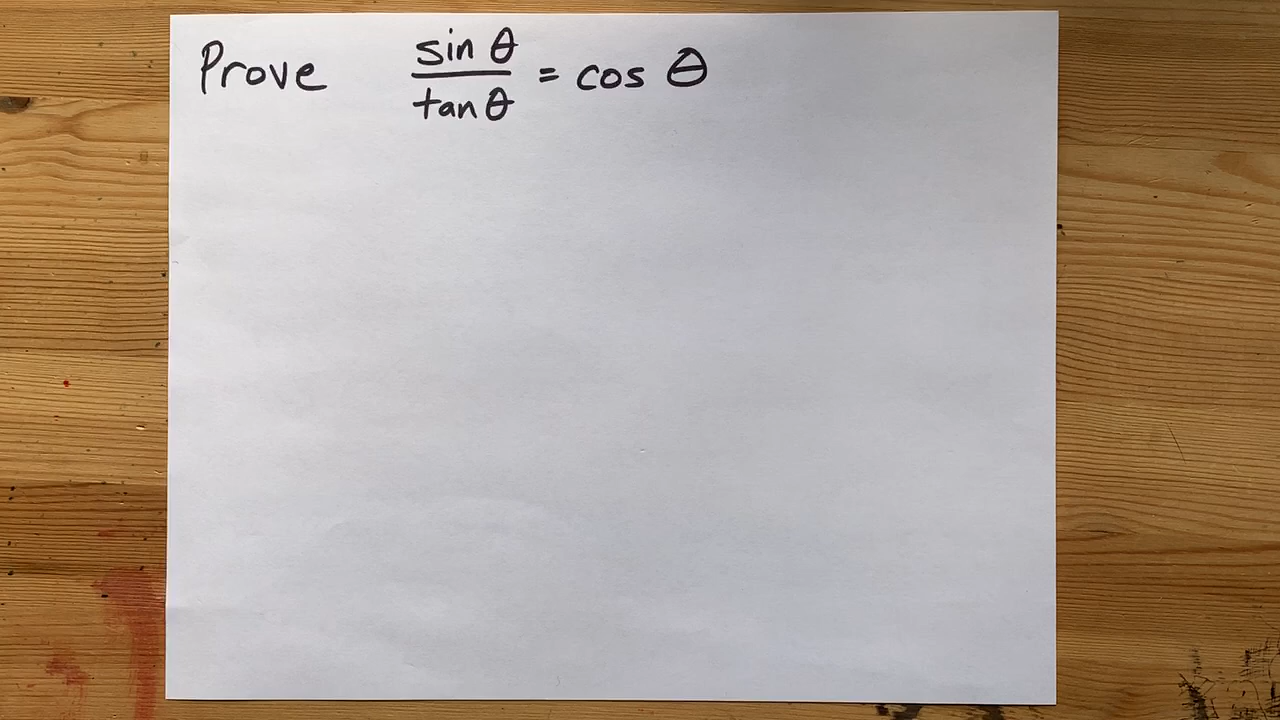 Prove sin θ / tan θ = cos θ